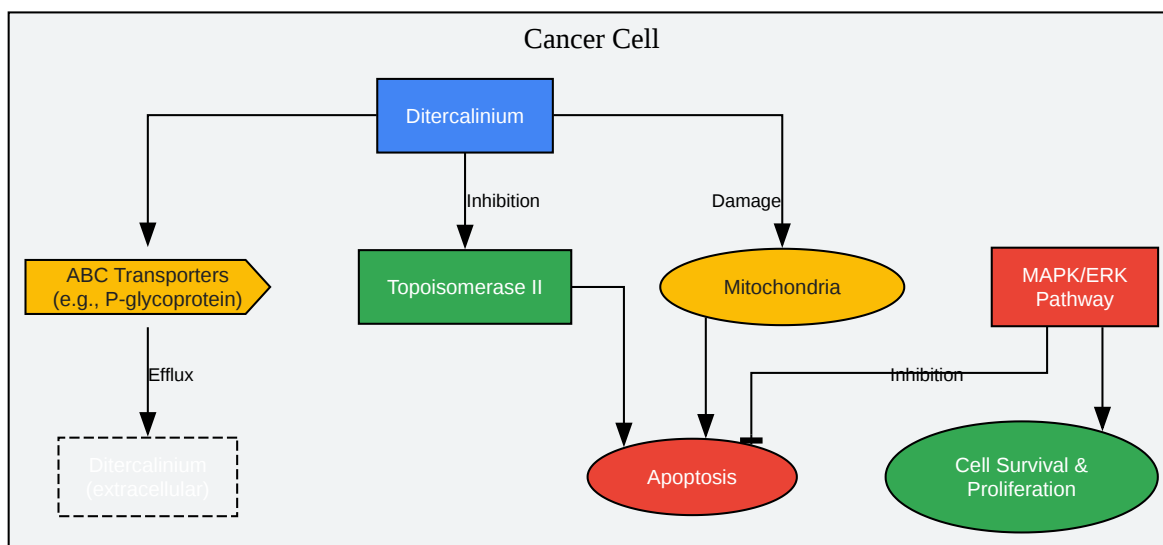 Cancer Cell
Ditercalinium
Inhibition
Damage
ABC Transporters
(e.g., P-glycoprotein)
Topoisomerase II
Mitochondria
MAPK/ERK
Pathway
Efflux
Inhibition
Ditercalinium
(extracellular)
Apoptosis
Cell Survival &
Proliferation